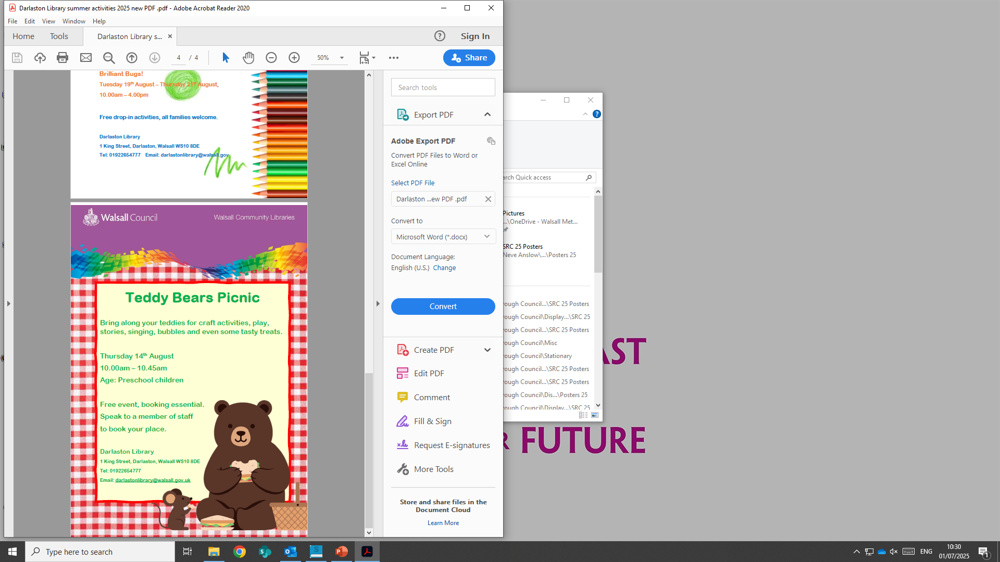 Darlaston Library summer activities 2025 new PDF .pdf - Adobe Acrobat Reader 2020
File Edit View Window Help
Home Tools Darlaston Library s... Sign In
4 / 4 50% Share
Brilliant Bugs!
Tuesday 19th August – Thursday 21st August,
10.00am – 4.00pm
Free drop-in activities, all families welcome.
Darlaston Library
1 King Street, Darlaston, Walsall WS10 8DE
Tel: 01922654777 Email: darlastonlibrary@walsall.gov
Walsall Council Walsall Community Libraries
Teddy Bears Picnic
Bring along your teddies for craft activities, play,
stories, singing, bubbles and even some tasty treats.
Thursday 14th August
10.00am – 10.45am
Age: Preschool children
Free event, booking essential.
Speak to a member of staff
to book your place.
Darlaston Library
1 King Street, Darlaston, Walsall WS10 8DE
Tel: 01922654777
Email: darlastonlibrary@walsall.gov.uk
Search tools
Export PDF
Adobe Export PDF
Convert PDF Files to Word or
Excel Online
Select PDF File
Darlaston ...ew PDF .pdf
Convert to
Microsoft Word (*.docx)
Document Language:
English (U.S.) Change
Convert
Create PDF
Edit PDF
Comment
Fill & Sign
Request E-signatures
More Tools
Store and share files in the
Document Cloud
Learn More
arch Quick access
Pictures
...\OneDrive - Walsall Met...
SRC 25 Posters
Neve Anslow\...\Posters 25
rough Council...\SRC 25 Posters
rough Council\Display...\SRC 25
rough Council...\SRC 25 Posters
rough Council\Misc
rough Council\Stationary
rough Council...\SRC 25 Posters
rough Council...\SRC 25 Posters
rough Council\Dis...\Posters 25
rough Council\Display...\SRC 25
AST
R FUTURE
Type here to search
ENG
10:30
01/07/2025
1